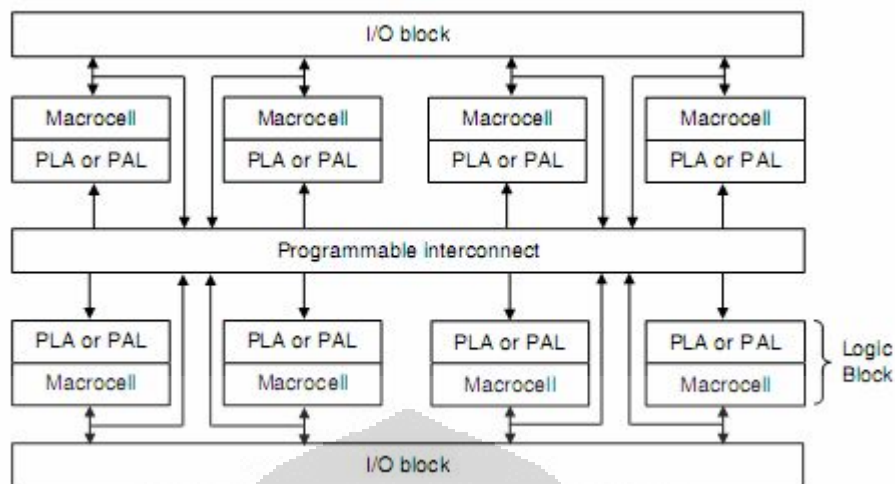 I/O block
Macrocell Macrocell Macrocell Macrocell
PLA or PAL PLA or PAL PLA or PAL PLA or PAL
Programmable interconnect
PLA or PAL PLA or PAL PLA or PAL PLA or PAL
Macrocell Macrocell Macrocell Macrocell
Logic
Block
I/O block